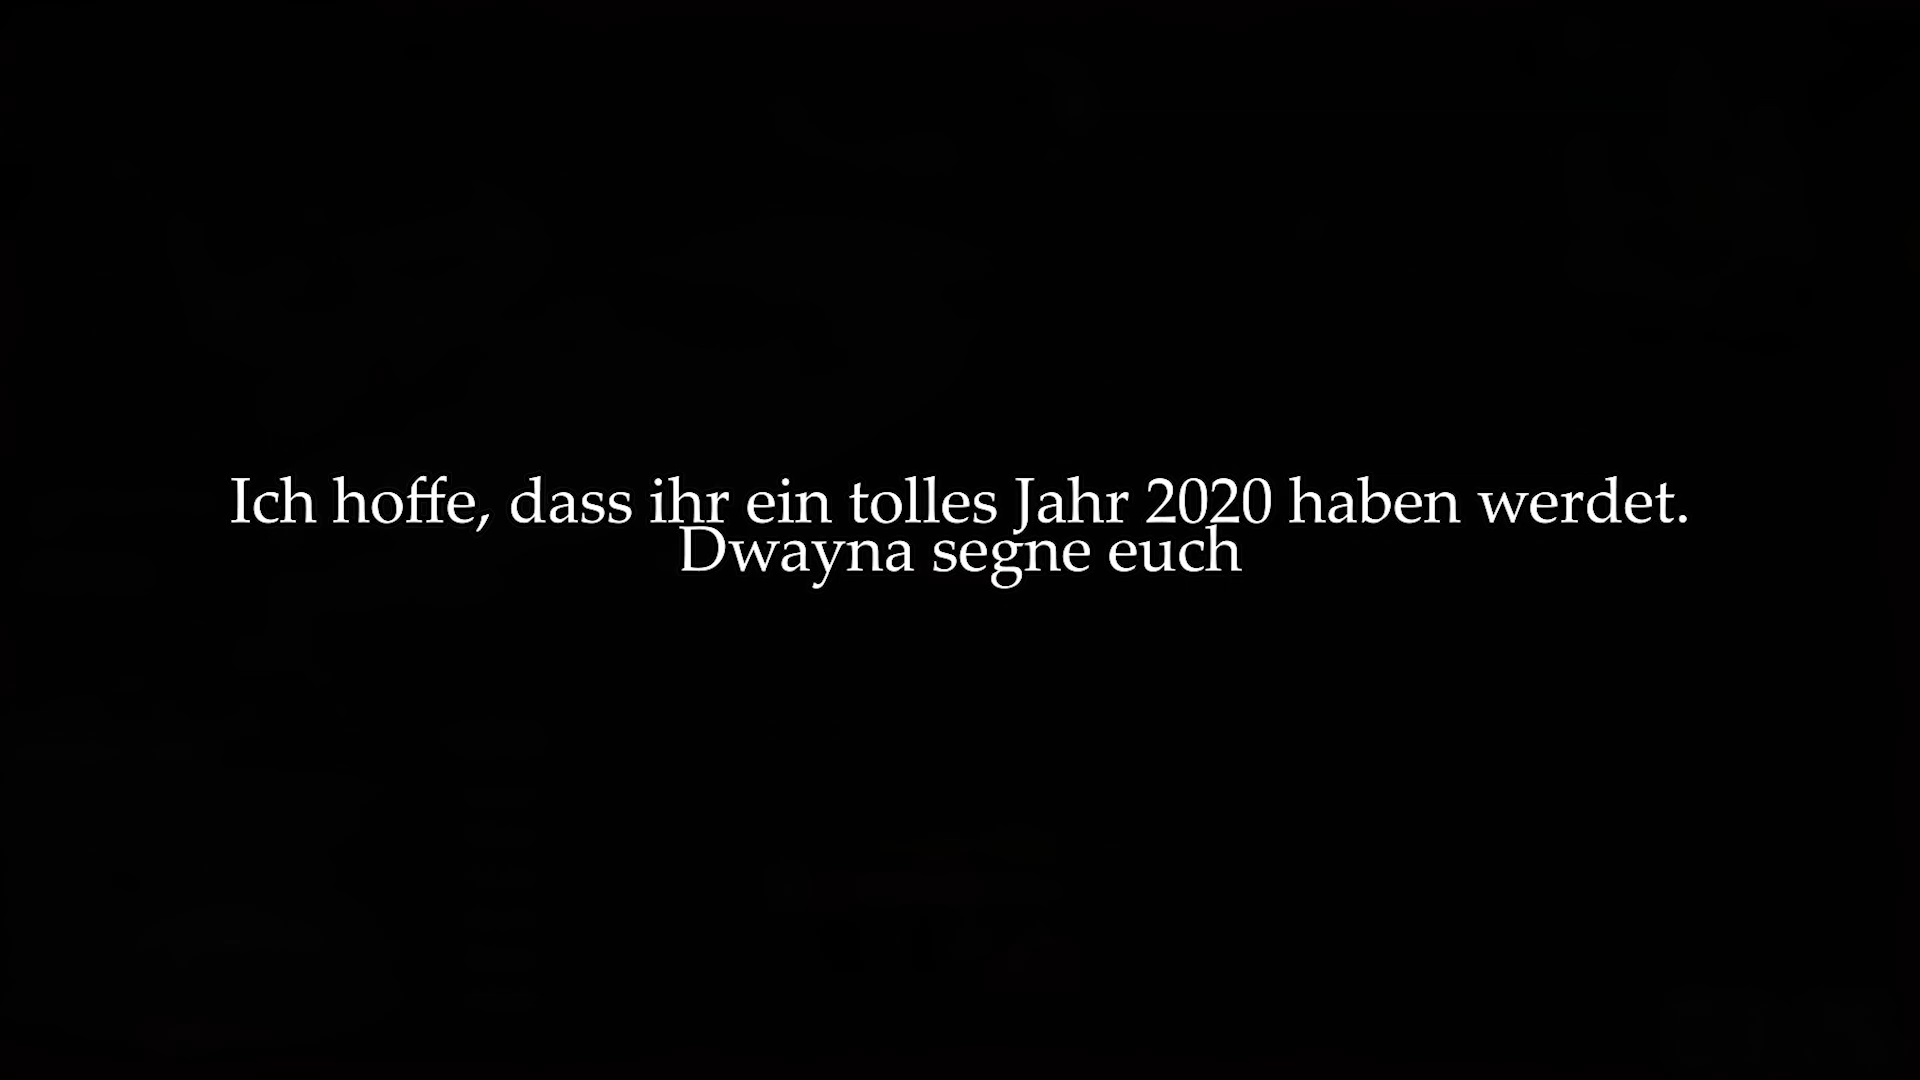 Ich hoffe, dass ihr ein tolles Jahr 2020 haben werdet.
Dwayna segne euch